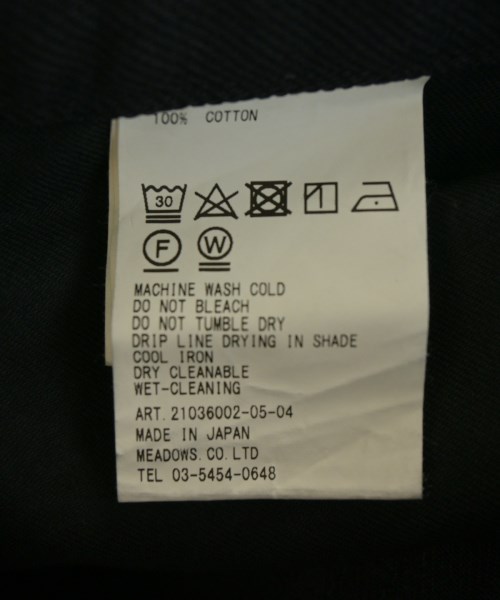 100% COTTON
30
F W
MACHINE WASH COLD
DO NOT BLEACH
DO NOT TUMBLE DRY
DRIP LINE DRYING IN SHADE
COOL IRON
DRY CLEANABLE
WET-CLEANING
ART. 21036002-05-04
MADE IN JAPAN
MEADOWS. CO. LTD
TEL 03-5454-0648